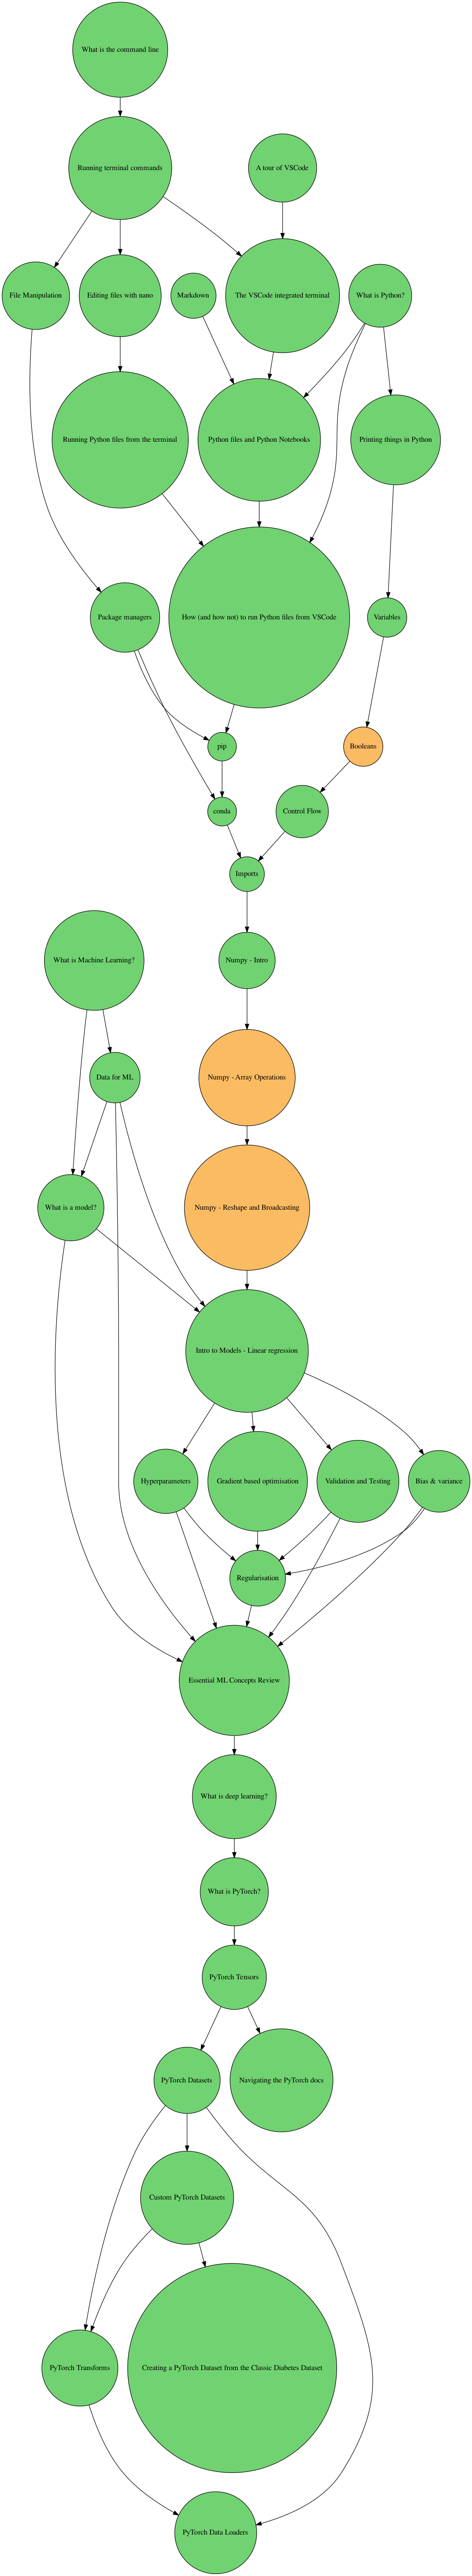 What is the command line
Running terminal commands
A tour of VSCode
File Manipulation
Editing files with nano
Markdown
The VSCode integrated terminal
What is Python?
Running Python files from the terminal
Python files and Python Notebooks
Printing things in Python
Package managers
How (and how not) to run Python files from VSCode
Variables
pip
Booleans
conda
Control Flow
Imports
What is Machine Learning?
Numpy - Intro
Data for ML
Numpy - Array Operations
What is a model?
Numpy - Reshape and Broadcasting
Intro to Models - Linear regression
Hyperparameters
Gradient based optimisation
Validation and Testing
Bias & variance
Regularisation
Essential ML Concepts Review
What is deep learning?
What is PyTorch?
PyTorch Tensors
PyTorch Datasets
Navigating the PyTorch docs
Custom PyTorch Datasets
PyTorch Transforms
Creating a PyTorch Dataset from the Classic Diabetes Dataset
PyTorch Data Loaders